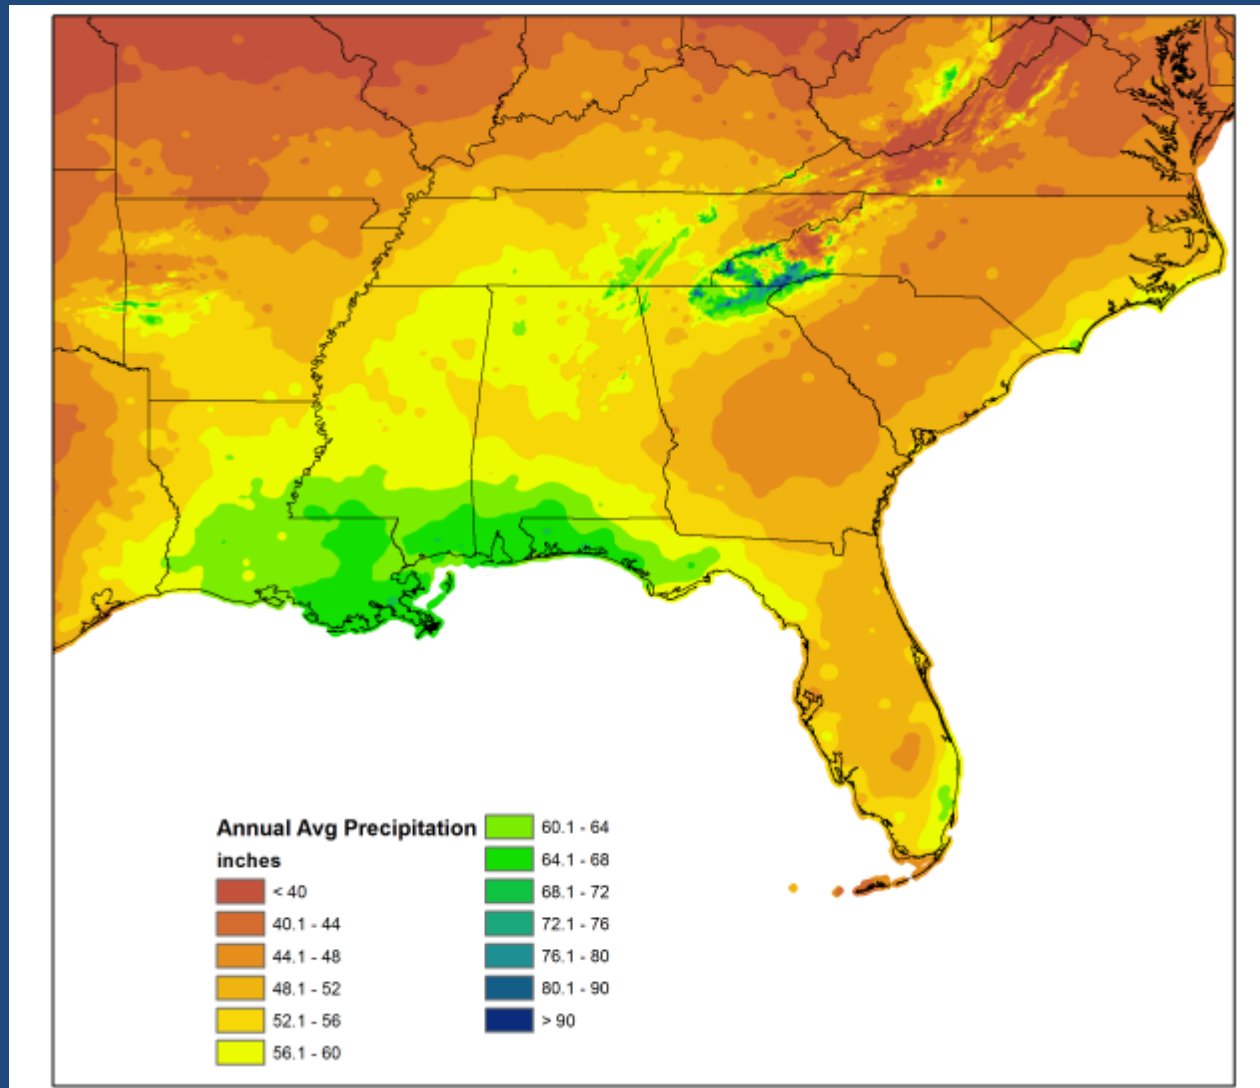 Annual Avg Precipitation
inches
< 40
40.1 - 44
44.1 - 48
48.1 - 52
52.1 - 56
56.1 - 60
60.1 - 64
64.1 - 68
68.1 - 72
72.1 - 76
76.1 - 80
80.1 - 90
> 90